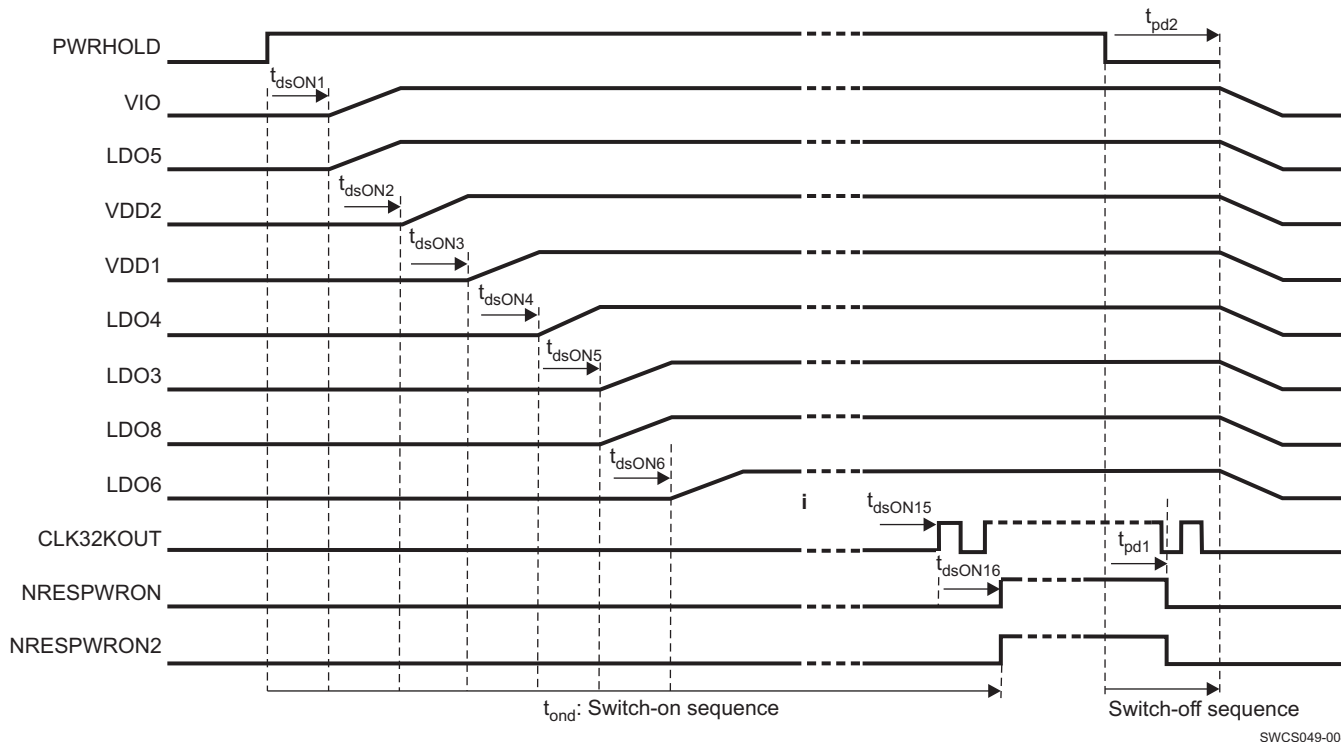 PWRHOLD
tpd2
tdsON1
VIO
LDO5
tdsON2
VDD2
tdsON3
VDD1
tdsON4
LDO4
tdsON5
LDO3
LDO8
tdsON6
LDO6
i
tdsON15
CLK32KOUT
tpd1
tdsON16
NRESPWRON
NRESPWRON2
tond: Switch-on sequence
Switch-off sequence
SWCS049-00